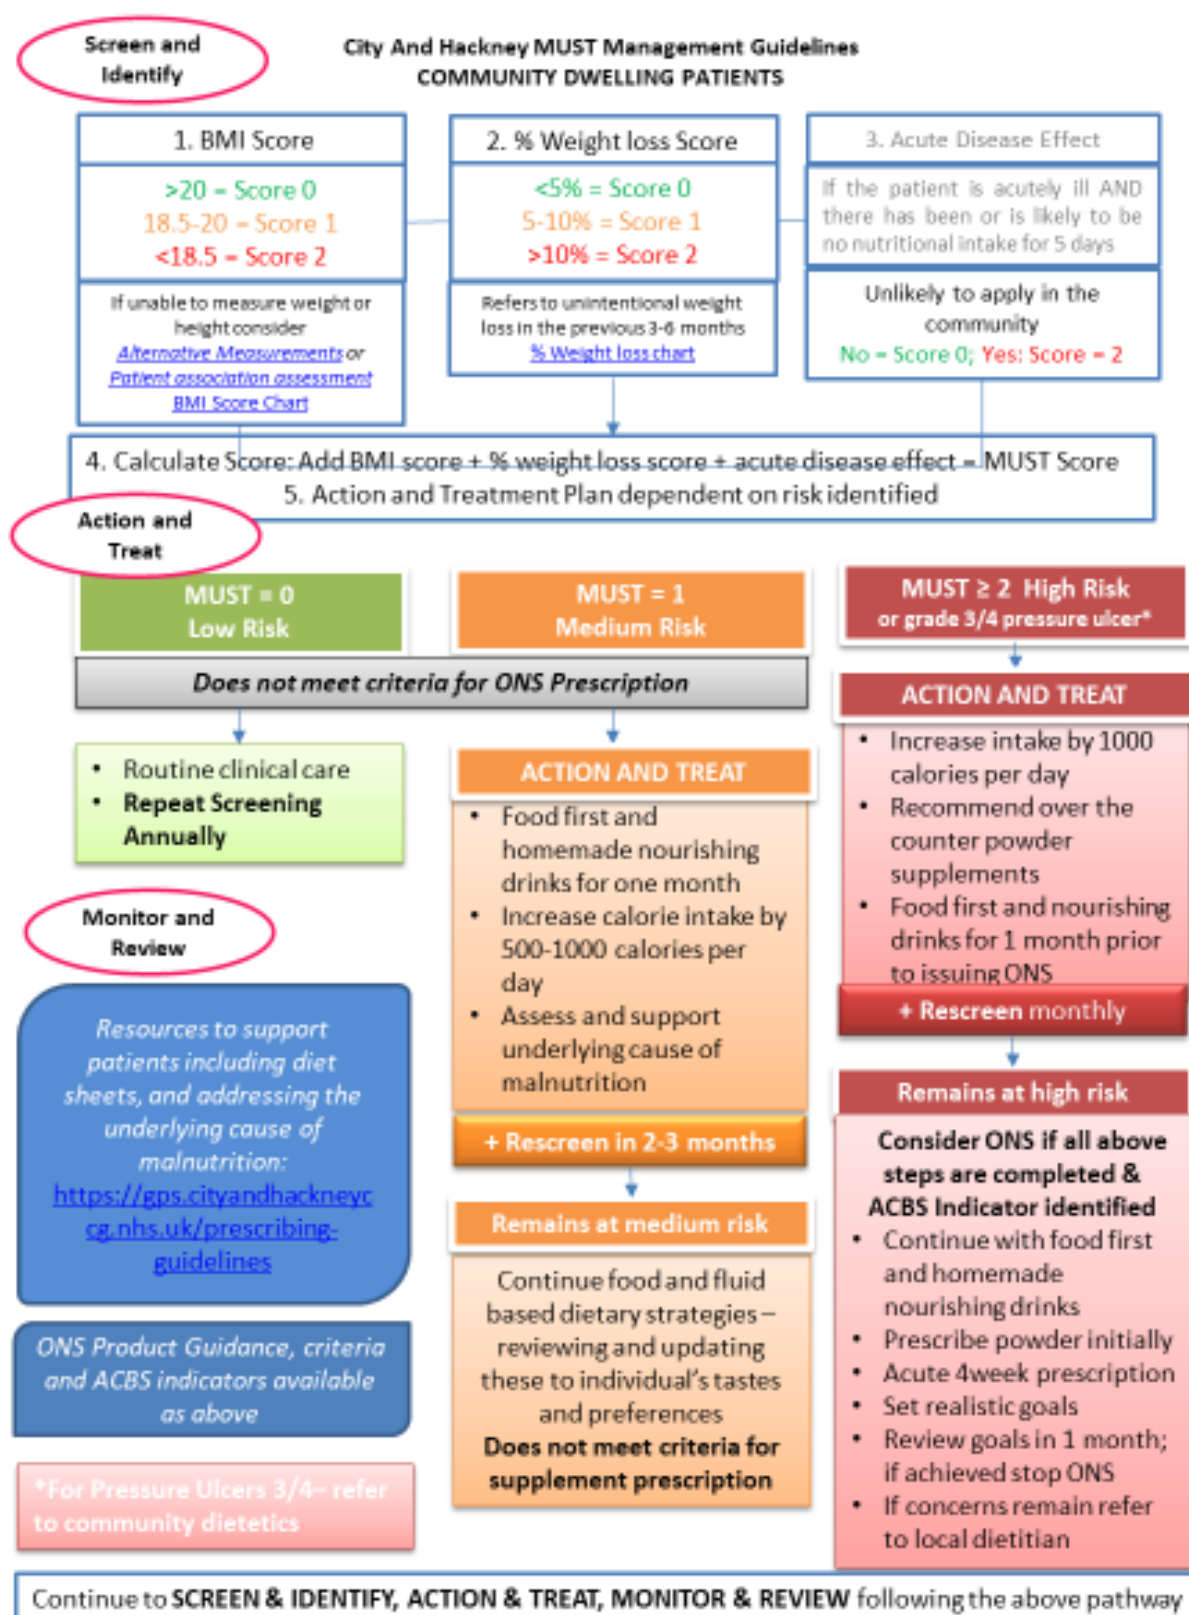 Screen and
Identify
City And Hackney MUST Management Guidelines
COMMUNITY DWELLING PATIENTS
1. BMI Score
>20 = Score 0
18.5-20 = Score 1
<18.5 = Score 2
If unable to measure weight or
height consider
Alternative Measurements or
Patient association assessment
BMI Score Chart
2. % Weight loss Score
<5% = Score 0
5-10% = Score 1
>10% = Score 2
Refers to unintentional weight
loss in the previous 3-6 months
% Weight loss chart
3. Acute Disease Effect
If the patient is acutely ill AND
there has been or is likely to be
no nutritional intake for 5 days
Unlikely to apply in the
community
No = Score 0; Yes: Score = 2
4. Calculate Score: Add BMI score + % weight loss score + acute disease effect = MUST Score
5. Action and Treatment Plan dependent on risk identified
Action and
Treat
MUST = 0
Low Risk
MUST = 1
Medium Risk
MUST ≥ 2 High Risk
or grade 3/4 pressure ulcer*
Does not meet criteria for ONS Prescription
• Routine clinical care
• Repeat Screening
Annually
ACTION AND TREAT
• Food first and
homemade nourishing
drinks for one month
• Increase calorie intake by
500-1000 calories per
day
• Assess and support
underlying cause of
malnutrition
+ Rescreen in 2-3 months
Remains at medium risk
Continue food and fluid
based dietary strategies –
reviewing and updating
these to individual's tastes
and preferences
Does not meet criteria for
supplement prescription
ACTION AND TREAT
• Increase intake by 1000
calories per day
• Recommend over the
counter powder
supplements
• Food first and nourishing
drinks for 1 month prior
to issuing ONS
+ Rescreen monthly
Remains at high risk
Consider ONS if all above
steps are completed &
ACBS Indicator identified
• Continue with food first
and homemade
nourishing drinks
• Prescribe powder initially
• Acute 4week prescription
• Set realistic goals
• Review goals in 1 month;
if achieved stop ONS
• If concerns remain refer
to local dietitian
Monitor and
Review
Resources to support
patients including diet
sheets, and addressing the
underlying cause of
malnutrition:
https://gps.cityandhackneyc
cg.nhs.uk/prescribing-
guidelines
ONS Product Guidance, criteria
and ACBS indicators available
as above
*For Pressure Ulcers 3/4– refer
to community dietetics
Continue to SCREEN & IDENTIFY, ACTION & TREAT, MONITOR & REVIEW following the above pathway